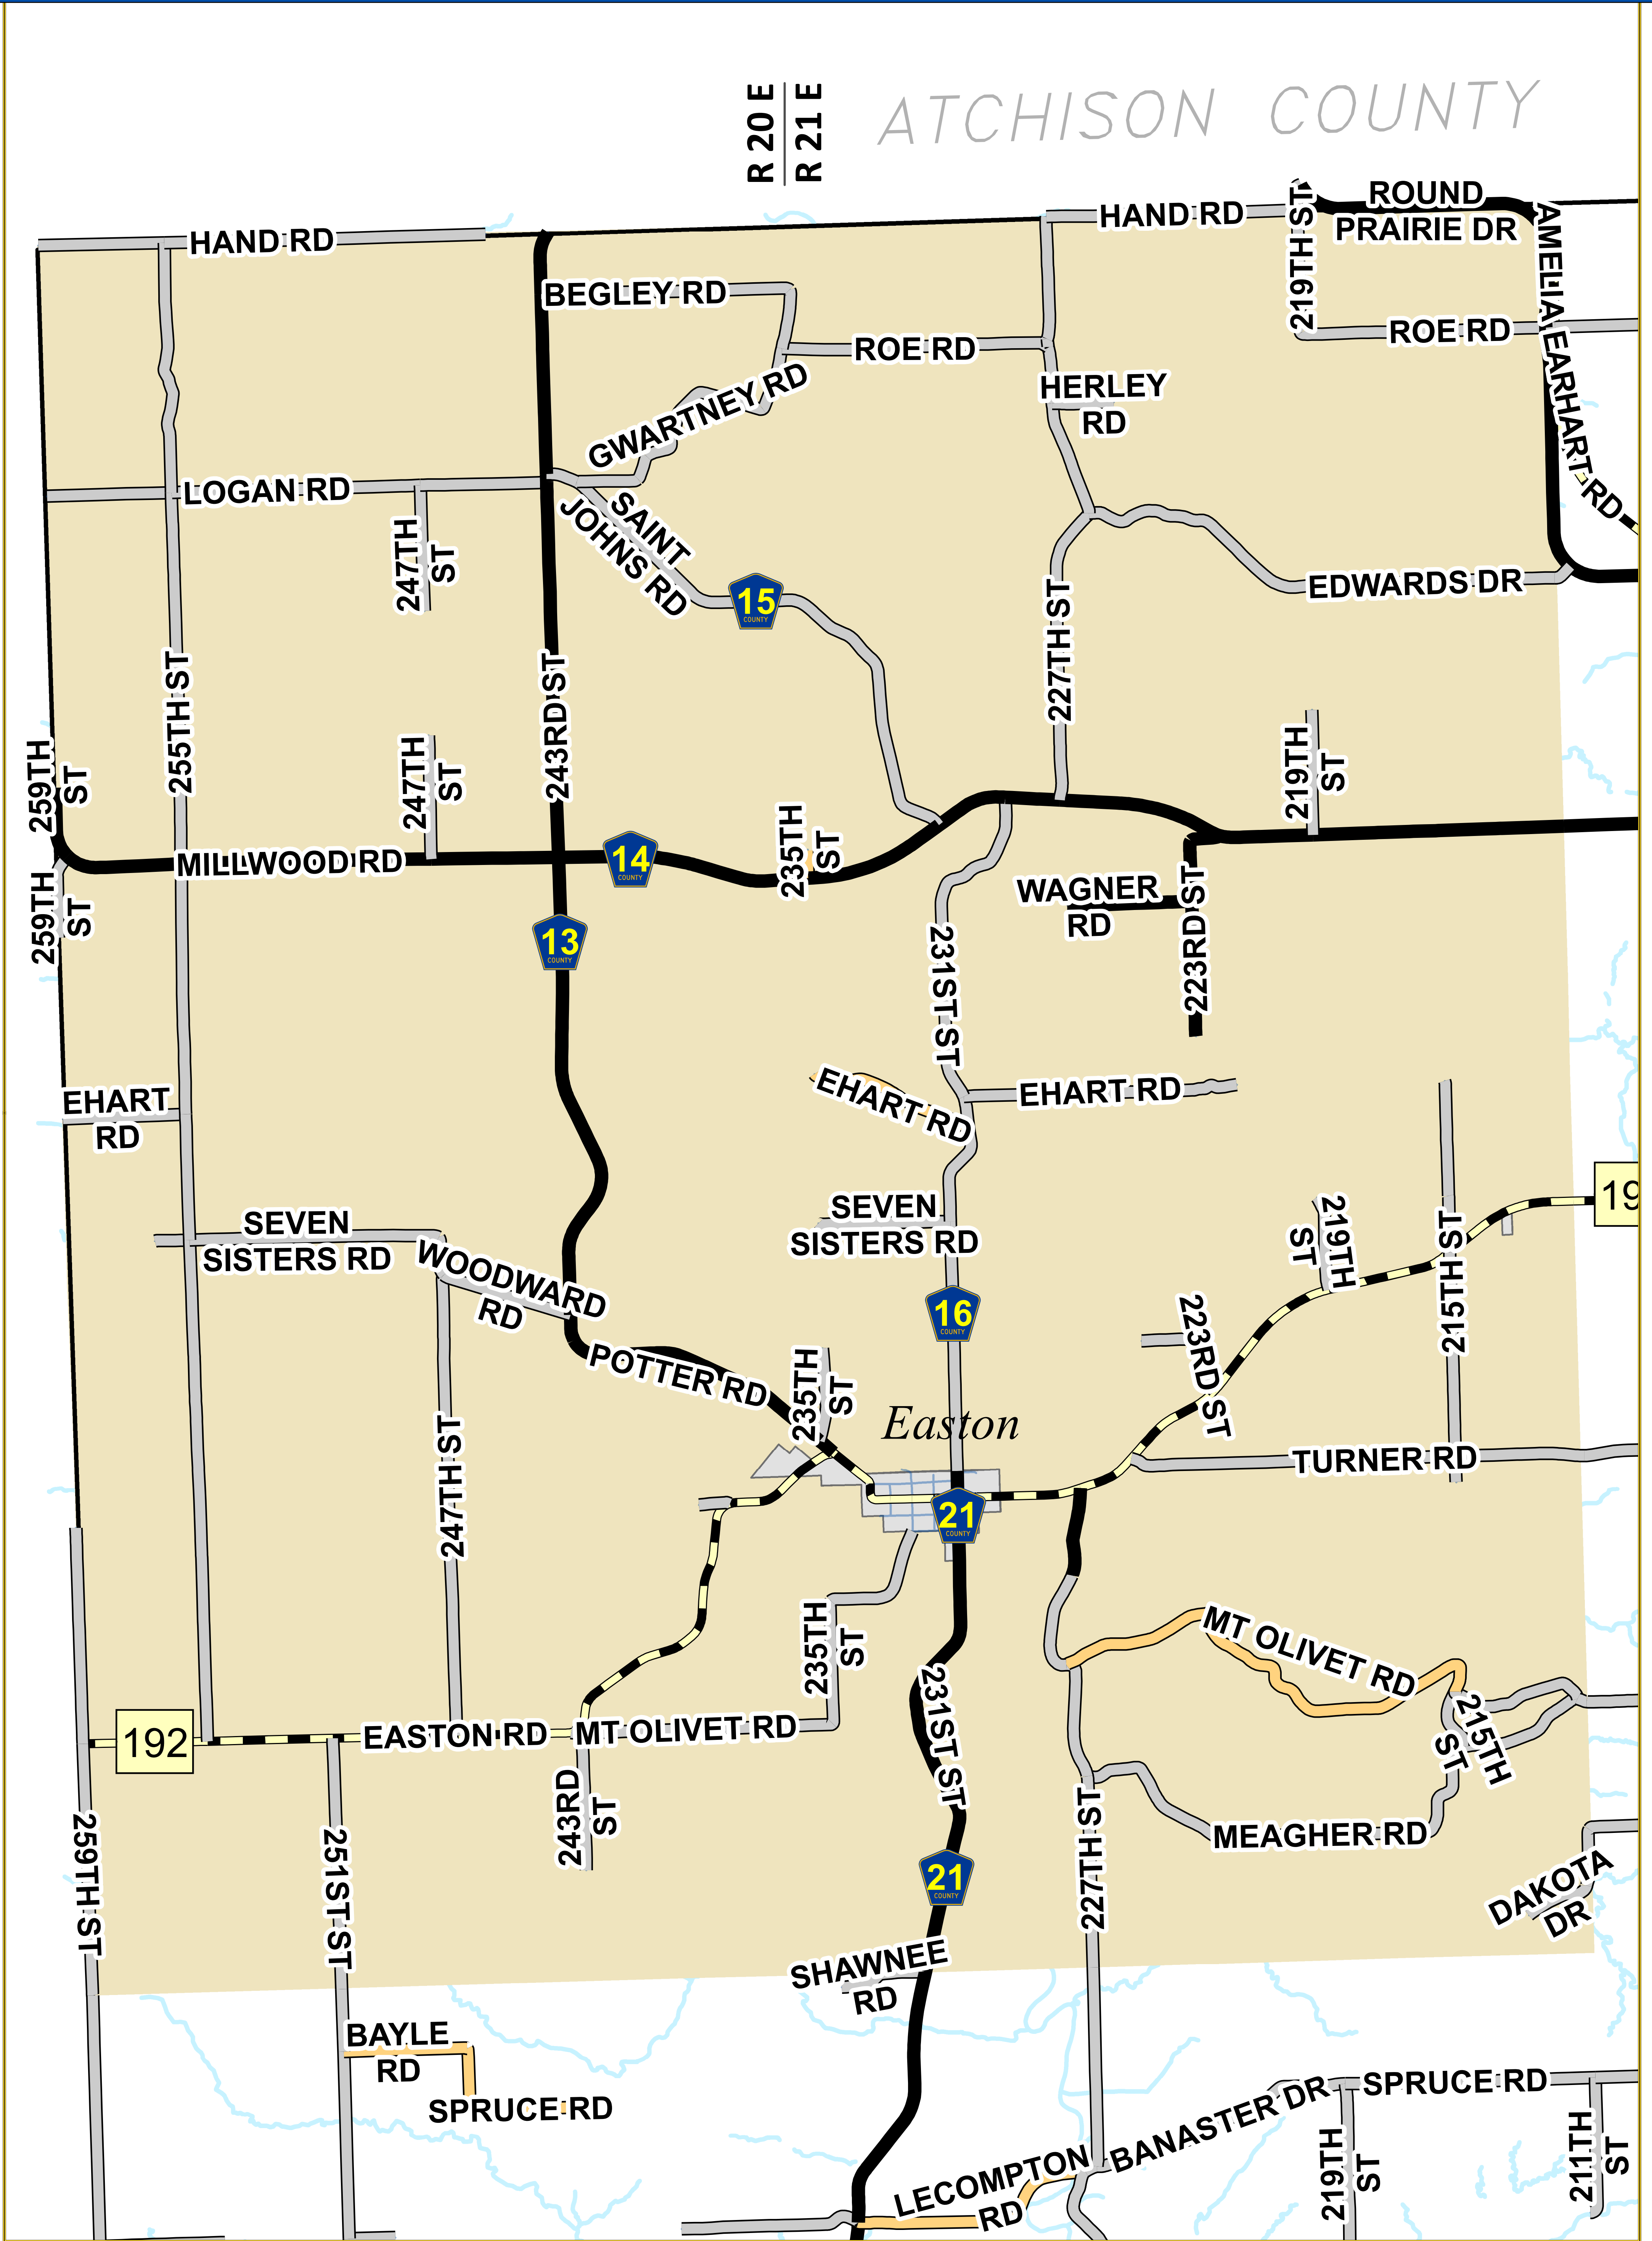 R 20 E
R 21 E
ATCHISON COUNTY
HAND RD
HAND RD
219TH ST
ROUND
PRAIRIE DR
AMELIA EARHART RD
BEGLEY RD
ROE RD
ROE RD
GWARTNEY RD
HERLEY
RD
LOGAN RD
247TH
ST
SAINT
JOHNS RD
15
COUNTY
EDWARDS DR
227TH ST
255TH ST
243RD ST
259TH
ST
247TH
ST
219TH
ST
MILLWOOD RD
14
COUNTY
235TH
ST
259TH
ST
WAGNER
RD
223RD ST
13
COUNTY
231ST ST
EHART
RD
EHART RD
EHART RD
SEVEN
SISTERS RD
SEVEN
SISTERS RD
WOODWARD
RD
219TH
ST
215TH ST
19
16
COUNTY
223RD ST
POTTER RD
235TH
ST
Easton
247TH ST
TURNER RD
21
COUNTY
235TH
ST
MT OLIVET RD
231ST ST
192
EASTON RD
MT OLIVET RD
215TH
ST
243RD
ST
259TH ST
251ST ST
227TH ST
MEAGHER RD
21
COUNTY
DAKOTA
DR
SHAWNEE
RD
BAYLE
RD
SPRUCE RD
SPRUCE RD
BANASTER DR
LECOMPTON
RD
219TH
ST
211TH
ST